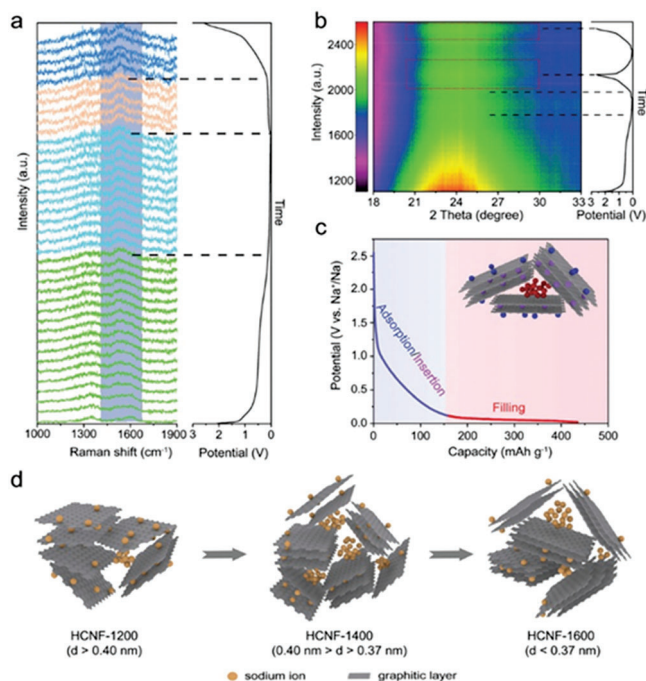 a
Intensity (a.u.)
1000 1300 1600 1900
Raman shift (cm⁻¹)
3 2 1 0
Potential (V)
Time
b
Intensity (a.u.)
2400
2000
1600
1200
18 21 24 27 30 33
2 Theta (degree)
3 2 1 0
Potential (V)
Time
c
Potential (V vs. Na⁺/Na)
2.5
2.0
1.5
1.0
0.5
0.0
Adsorption/Insertion
Filling
0 100 200 300 400 500
Capacity (mAh g⁻¹)
d
HCNF-1200
(d > 0.40 nm)
HCNF-1400
(0.40 nm > d > 0.37 nm)
HCNF-1600
(d < 0.37 nm)
sodium ion
graphitic layer